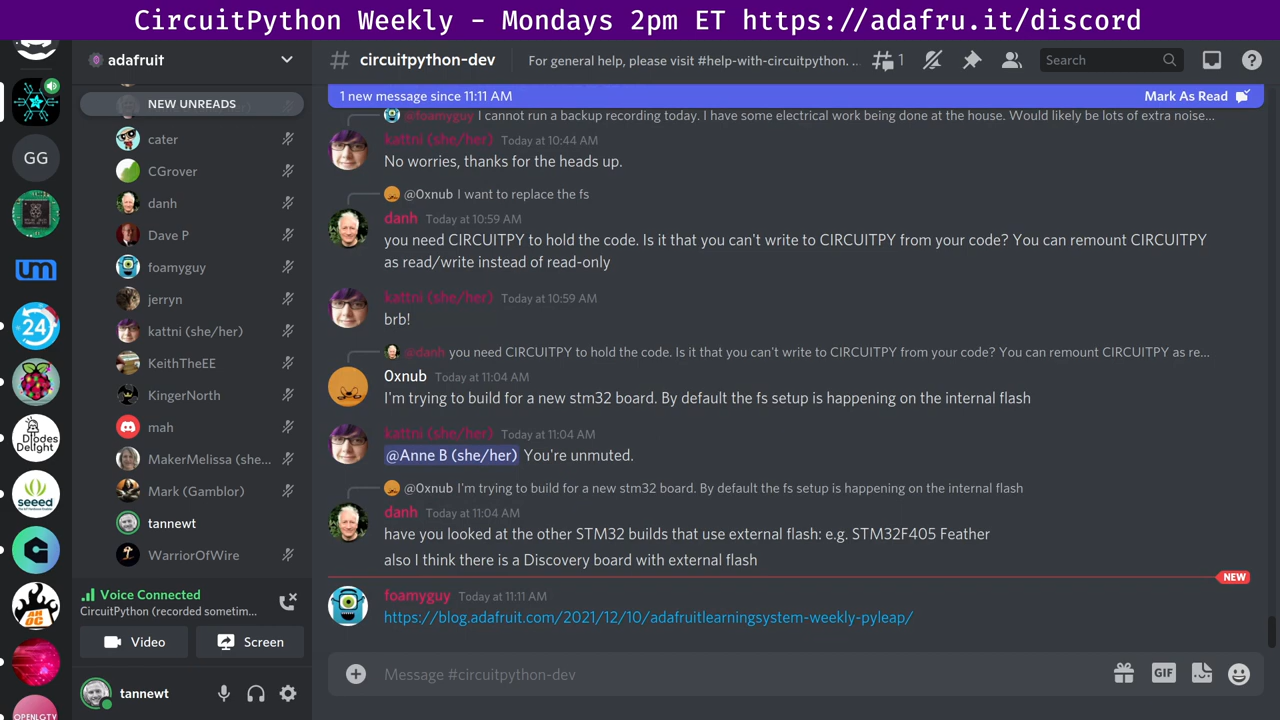 CircuitPython Weekly - Mondays 2pm ET https://adafru.it/discord
adafruit
# circuitpython-dev
For general help, please visit #help-with-circuitpython. ...
1
Search
NEW UNREADS
cater
CGrover
danh
Dave P
foamyguy
jerryn
kattni (she/her)
KeithTheEE
KingerNorth
mah
MakerMelissa (she...
Mark (Gamblor)
tannewt
WarriorOfWire
Voice Connected
CircuitPython (recorded sometim...
Video
Screen
tannewt
GG
24
Diodes
Delight
seeed
OPENLGTV
1 new message since 11:11 AM
Mark As Read
@foamyguy I cannot run a backup recording today. I have some electrical work being done at the house. Would likely be lots of extra noise...
kattni (she/her) Today at 10:44 AM
No worries, thanks for the heads up.
@0xnub I want to replace the fs
danh Today at 10:59 AM
you need CIRCUITPY to hold the code. Is it that you can't write to CIRCUITPY from your code? You can remount CIRCUITPY
as read/write instead of read-only
kattni (she/her) Today at 10:59 AM
brb!
@danh you need CIRCUITPY to hold the code. Is it that you can't write to CIRCUITPY from your code? You can remount CIRCUITPY as re...
0xnub Today at 11:04 AM
I'm trying to build for a new stm32 board. By default the fs setup is happening on the internal flash
kattni (she/her) Today at 11:04 AM
@Anne B (she/her) You're unmuted.
@0xnub I'm trying to build for a new stm32 board. By default the fs setup is happening on the internal flash
danh Today at 11:04 AM
have you looked at the other STM32 builds that use external flash: e.g. STM32F405 Feather
also I think there is a Discovery board with external flash
NEW
foamyguy Today at 11:11 AM
https://blog.adafruit.com/2021/12/10/adafruitlearningsystem-weekly-pyleap/
Message #circuitpython-dev
GIF